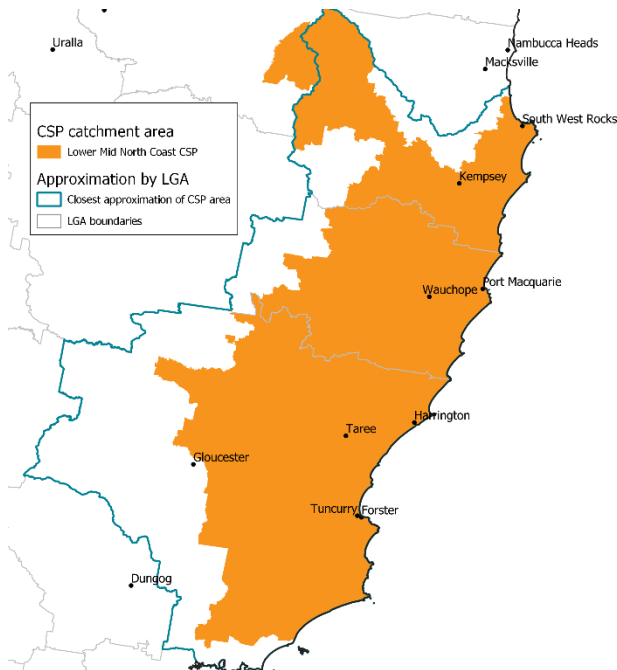 Uralla
Nambucca Heads
Macksville
CSP catchment area
Lower Mid North Coast CSP
Approximation by LGA
Closest approximation of CSP area
LGA boundaries
South West Rocks
Kempsey
Port Macquarie
Wauchope
Harrington
Taree
Gloucester
Tuncurry Forster
Dungog